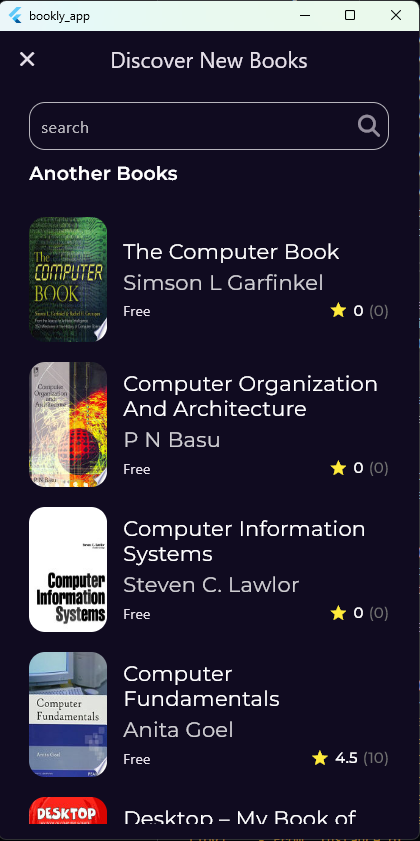 bookly_app
Discover New Books
search
Another Books
The
COMPUTER
BOOK
The Computer Book
Simson L Garfinkel
Free
0 (0)
Computer
Organization
and
Architecture
P N Basu
Computer Organization
And Architecture
P N Basu
Free
0 (0)
Computer
Information
Systems
Computer Information
Systems
Steven C. Lawlor
Free
0 (0)
Computer
Fundamentals
Anita Goel
Computer
Fundamentals
Anita Goel
Free
4.5 (10)
DESKTOP
Desktop – My Book of